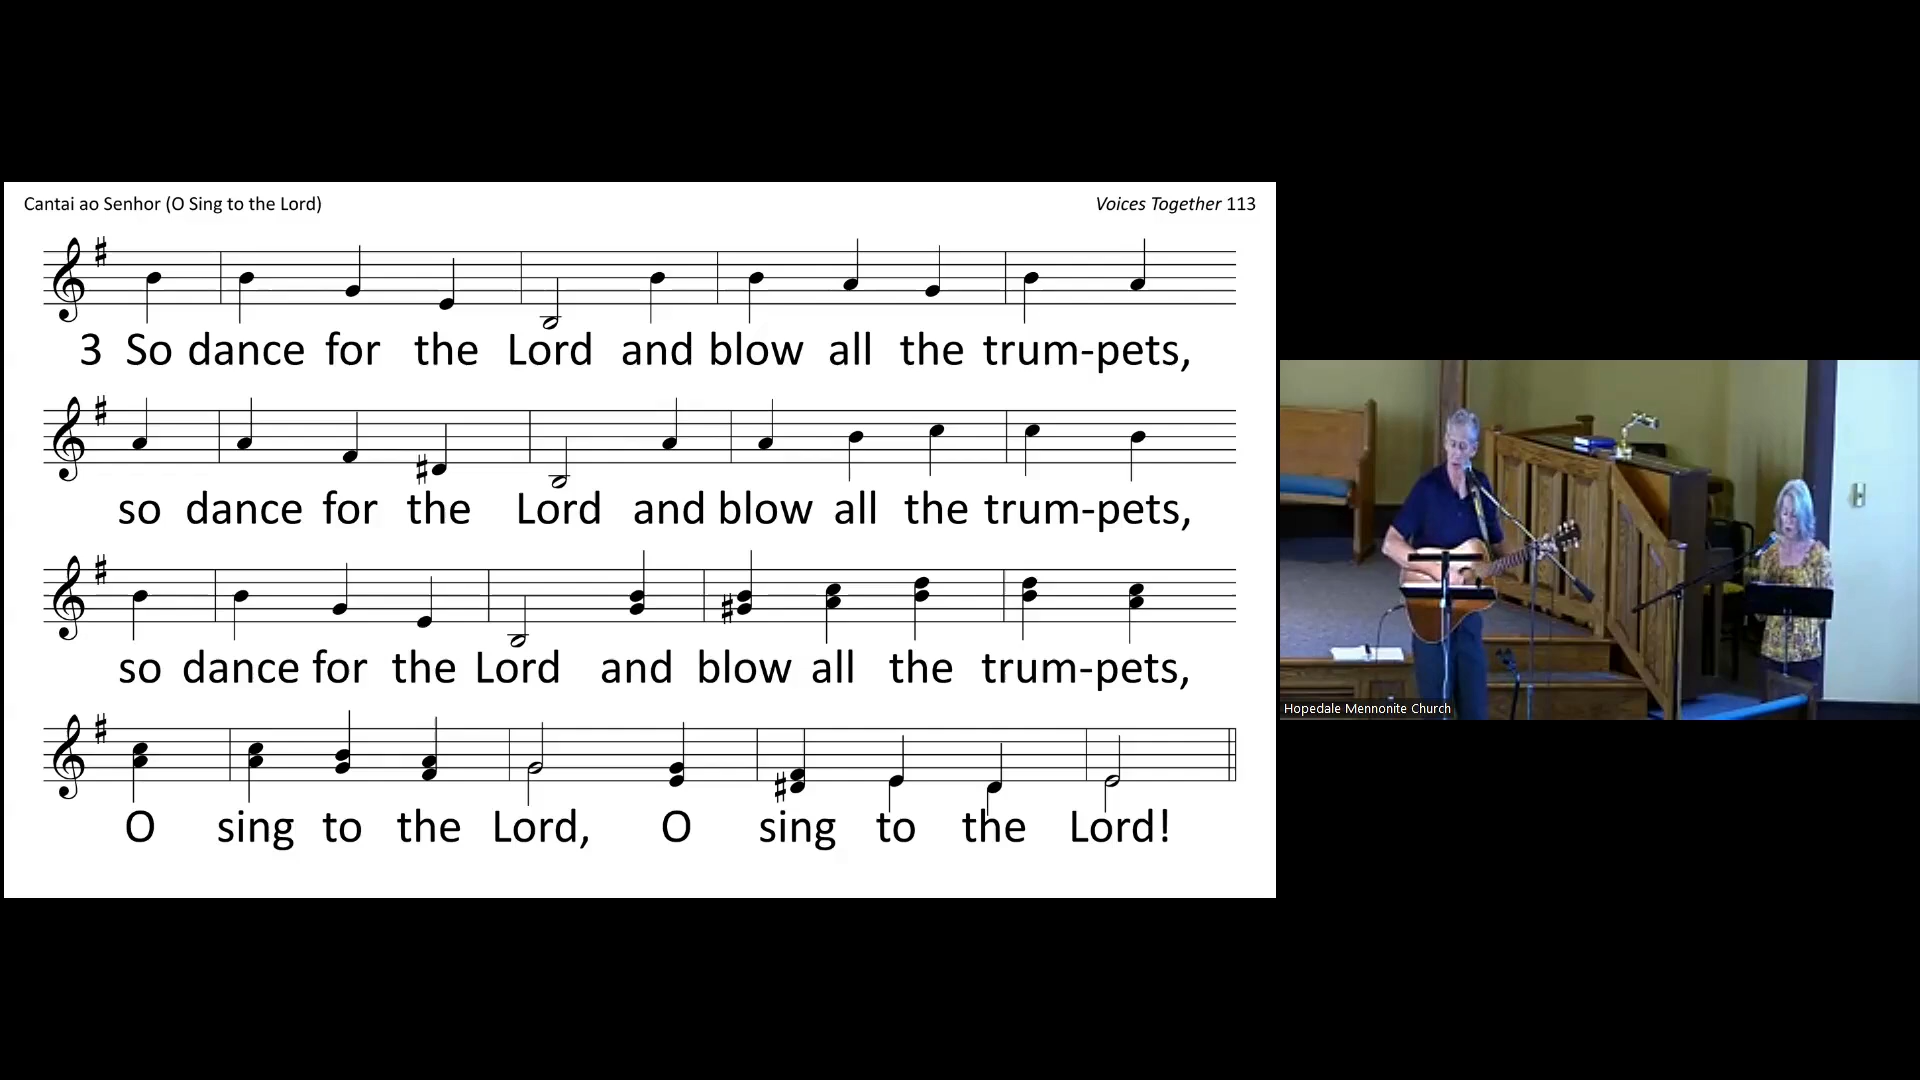 Cantai ao Senhor (O Sing to the Lord)
Voices Together 113
3 So dance for the Lord and blow all the trum-pets,
so dance for the Lord and blow all the trum-pets,
so dance for the Lord and blow all the trum-pets,
O sing to the Lord, O sing to the Lord!
Hopedale Mennonite Church